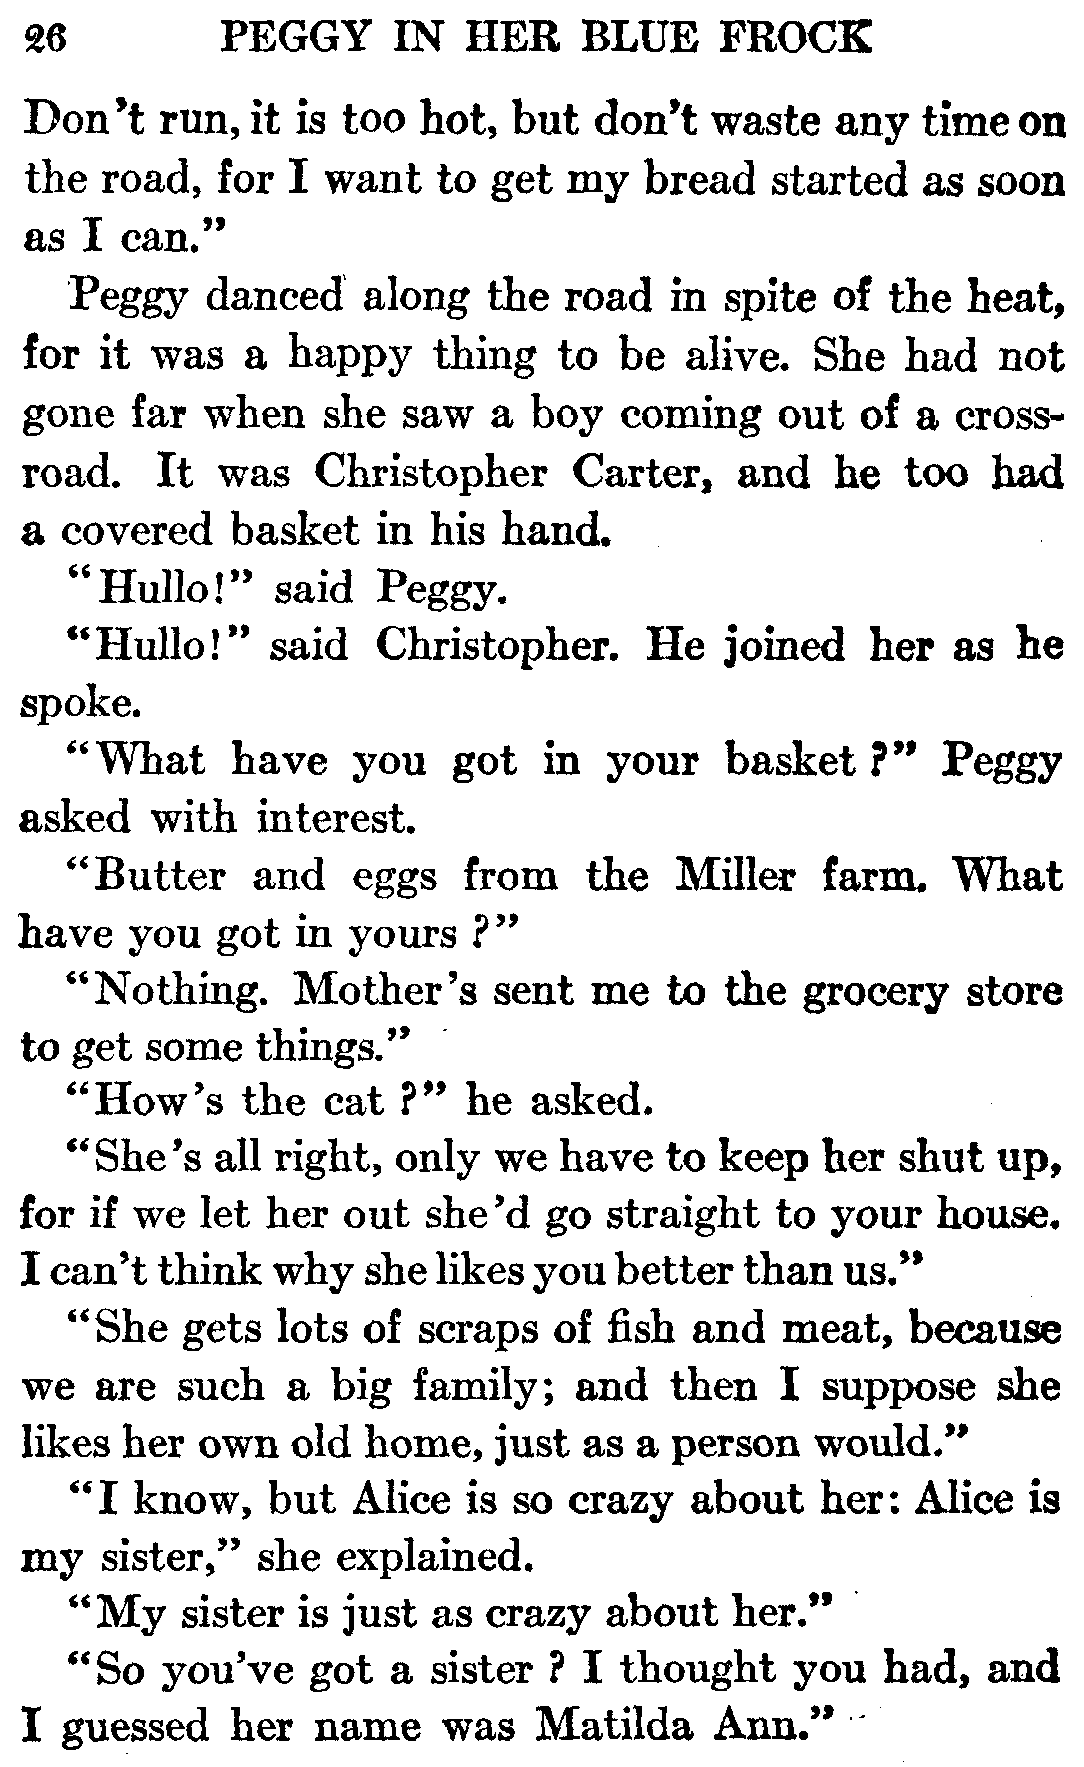 26 PEGGY IN HER BLUE FROCK
Don't run, it is too hot, but don't waste any time on
the road, for I want to get my bread started as soon
as I can."
Peggy danced along the road in spite of the heat,
for it was a happy thing to be alive. She had not
gone far when she saw a boy coming out of a cross-
road. It was Christopher Carter, and he too had
a covered basket in his hand.
"Hullo!" said Peggy.
"Hullo!" said Christopher. He joined her as he
spoke.
"What have you got in your basket?" Peggy
asked with interest.
"Butter and eggs from the Miller farm. What
have you got in yours?"
"Nothing. Mother's sent me to the grocery store
to get some things."
"How's the cat?" he asked.
"She's all right, only we have to keep her shut up,
for if we let her out she'd go straight to your house.
I can't think why she likes you better than us."
"She gets lots of scraps of fish and meat, because
we are such a big family; and then I suppose she
likes her own old home, just as a person would."
"I know, but Alice is so crazy about her: Alice is
my sister," she explained.
"My sister is just as crazy about her."
"So you've got a sister? I thought you had, and
I guessed her name was Matilda Ann."